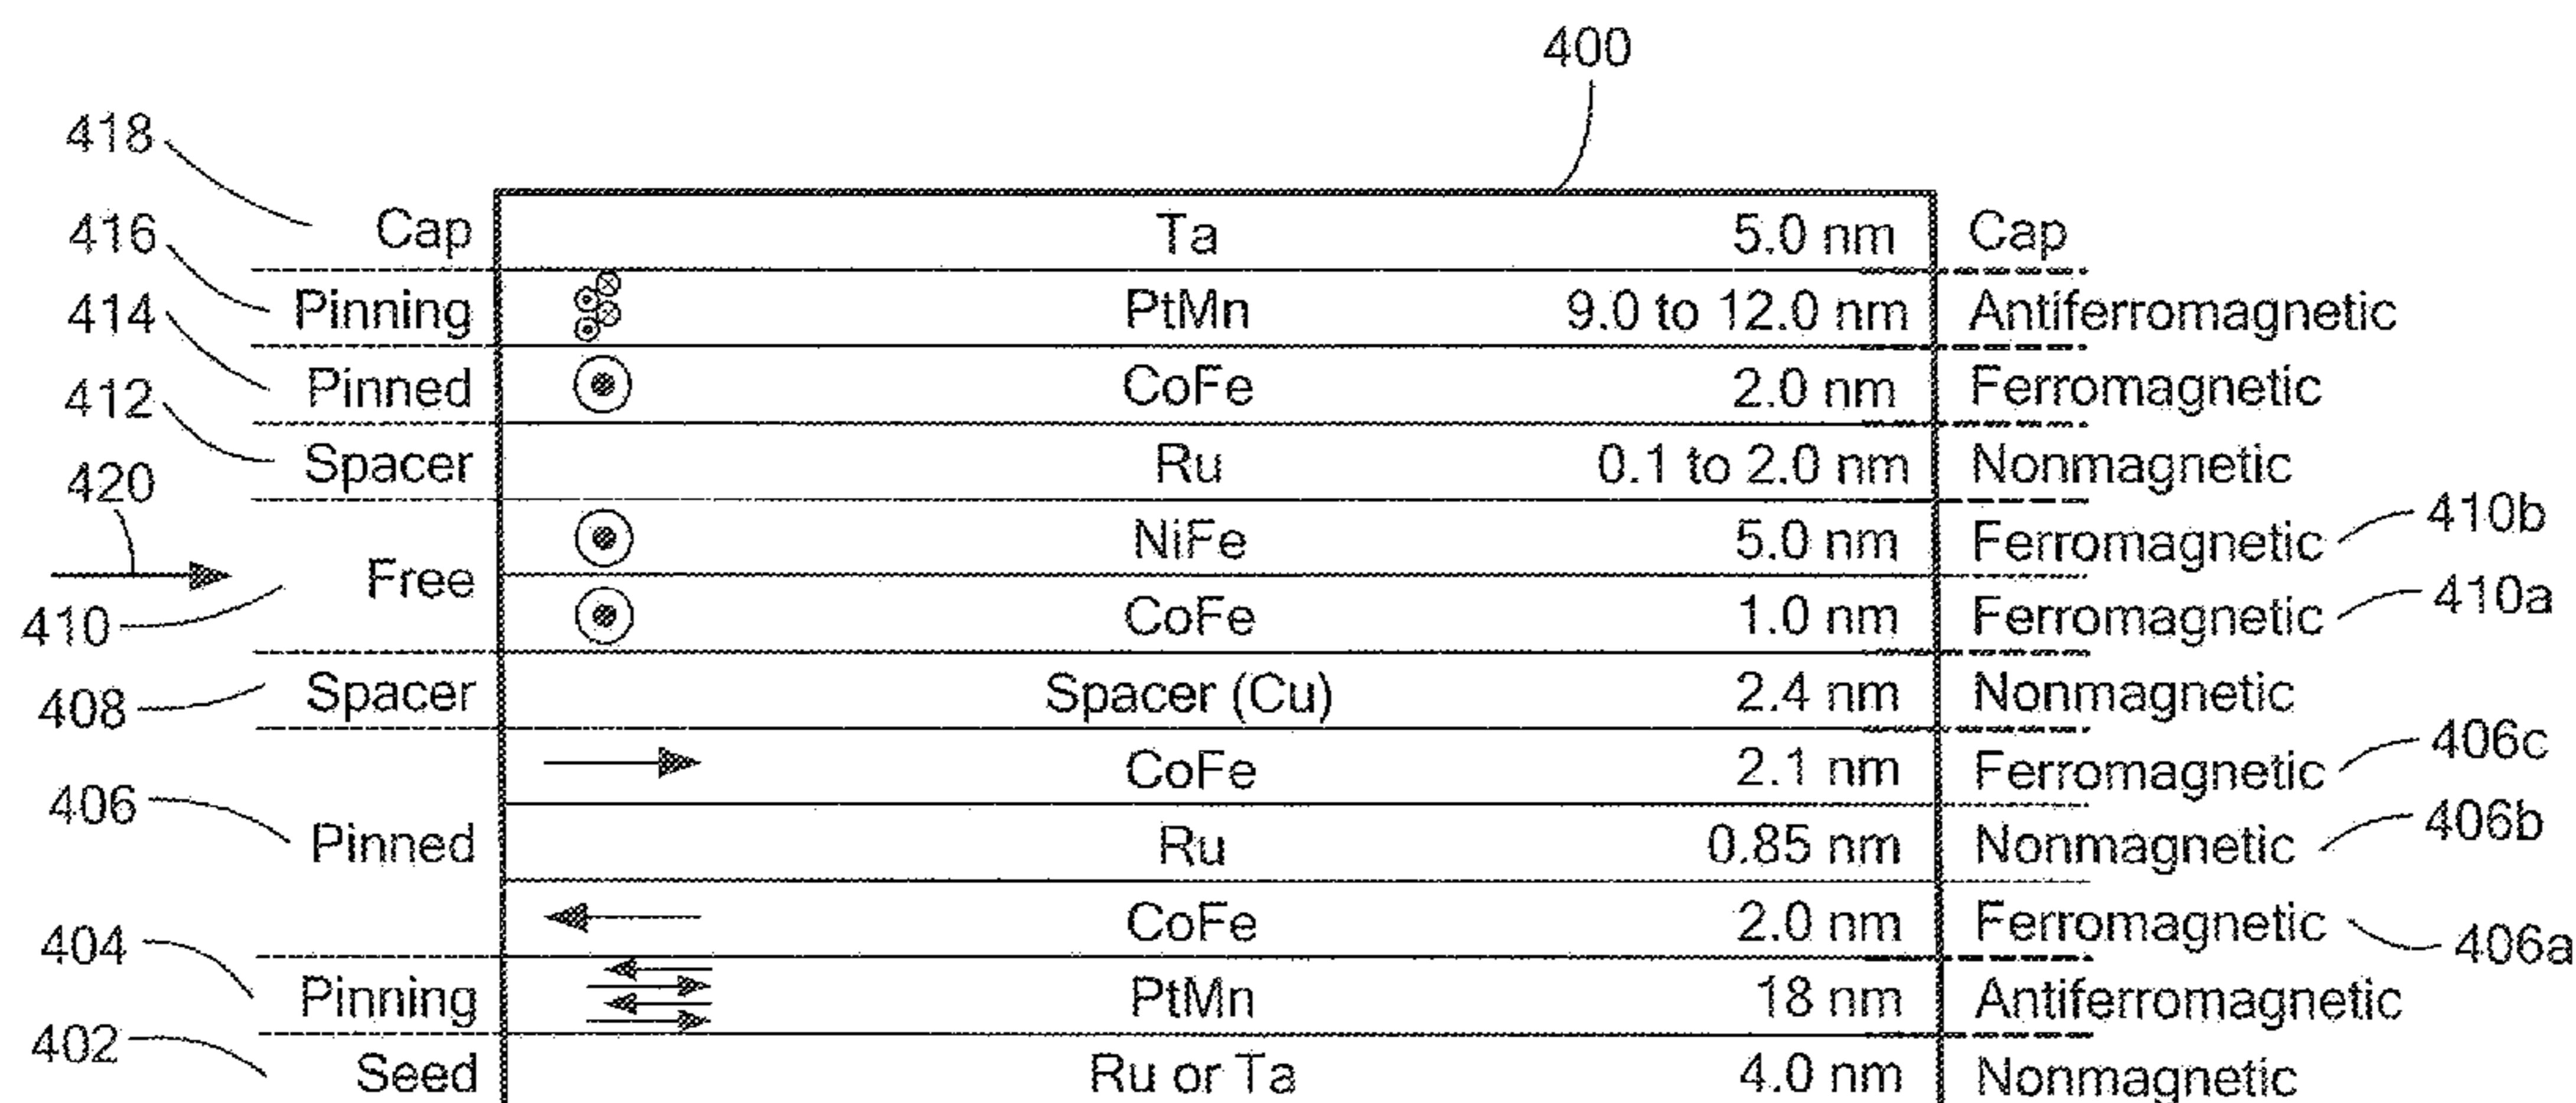 400
418 Cap Ta 5.0 nm Cap
416 Pinning PtMn 9.0 to 12.0 nm Antiferromagnetic
414 Pinned CoFe 2.0 nm Ferromagnetic
412 Spacer Ru 0.1 to 2.0 nm Nonmagnetic
420 NiFe 5.0 nm Ferromagnetic 410b
410 Free CoFe 1.0 nm Ferromagnetic 410a
408 Spacer Spacer (Cu) 2.4 nm Nonmagnetic
CoFe 2.1 nm Ferromagnetic 406c
406 Pinned Ru 0.85 nm Nonmagnetic 406b
CoFe 2.0 nm Ferromagnetic 406a
404 Pinning PtMn 18 nm Antiferromagnetic
402 Seed Ru or Ta 4.0 nm Nonmagnetic